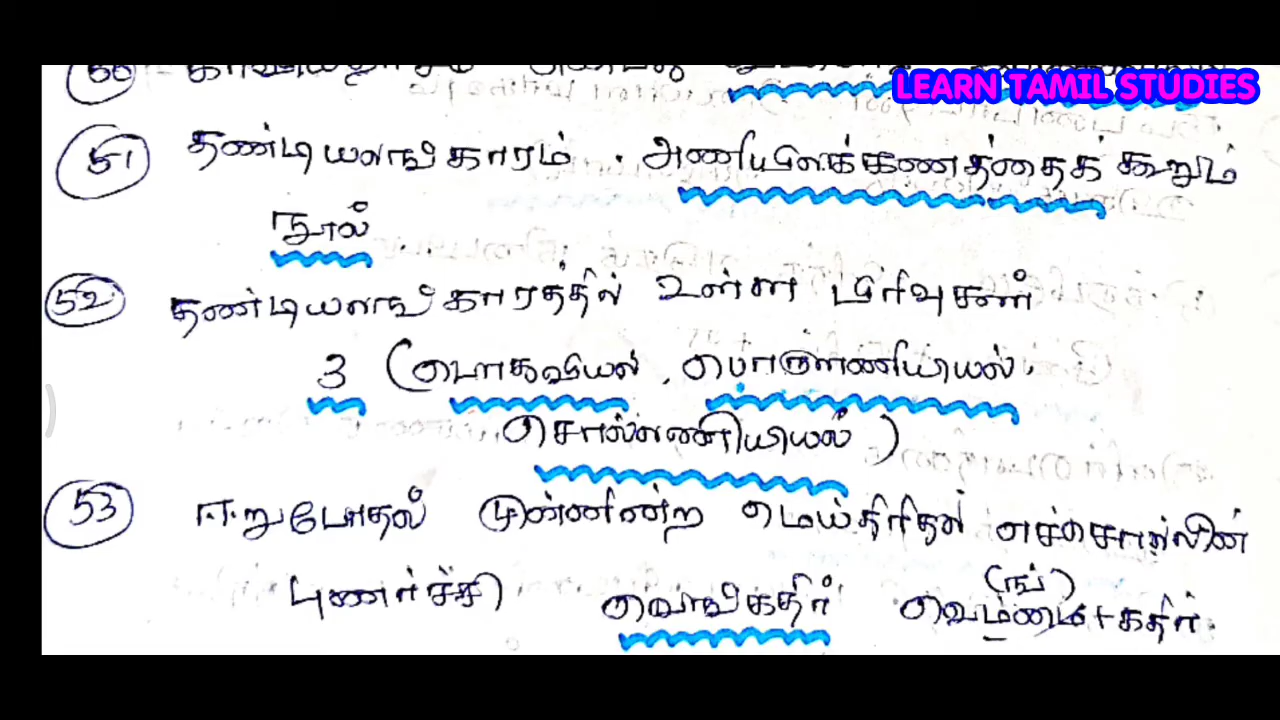 LEARN TAMIL STUDIES
51 தண்டியலங்காரம் . அணியிலக்கணத்தைக் கூறும்
நூல்
52 தண்டியலங்காரத்தில் உள்ள பிரிவுகள்
3 (பொதுவியல், பொருளணியியல்.
சொல்லணியியல்)
53 ஈறுபோதல் முன்னின்ற மெய்திரிதல் எச்சொல்லின்
(ங்)
புணர்ச்சி வெங்கதிர் வெம்மை+கதிர்.